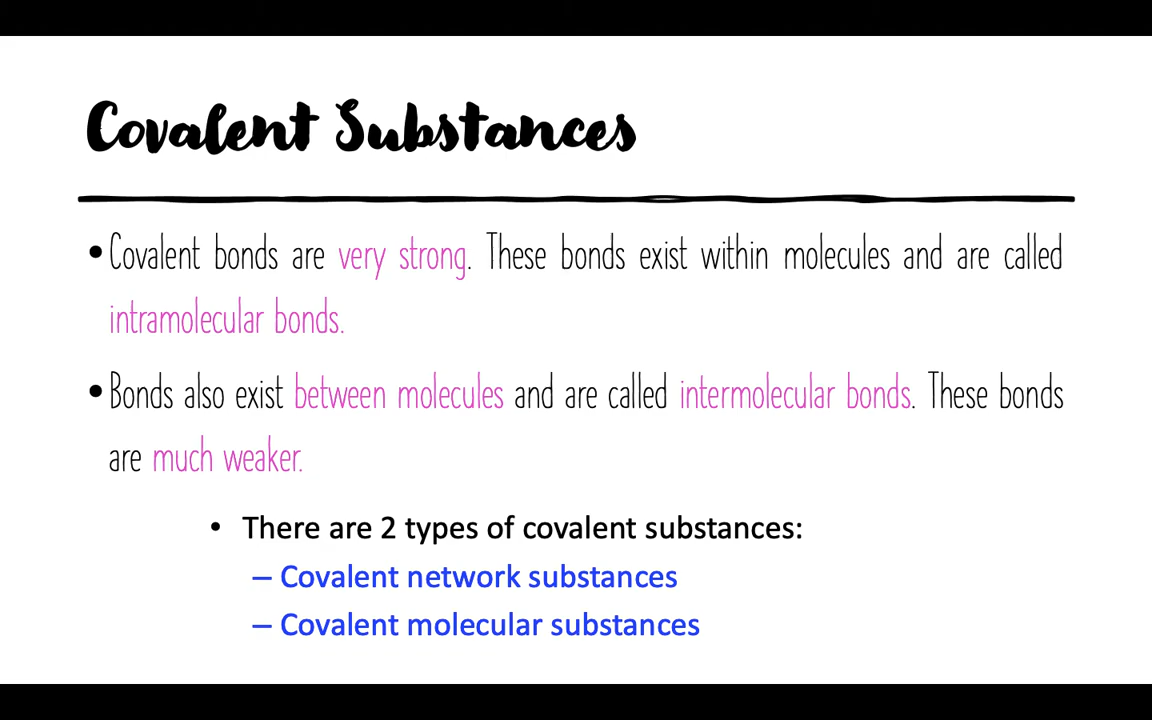 Covalent Substances
•Covalent bonds are very strong. These bonds exist within molecules and are called
intramolecular bonds.
•Bonds also exist between molecules and are called intermolecular bonds. These bonds
are much weaker.
• There are 2 types of covalent substances:
– Covalent network substances
– Covalent molecular substances